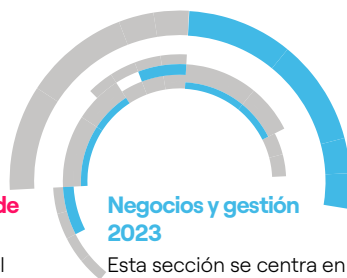 de
Negocios y gestión
2023
l
Esta sección se centra en